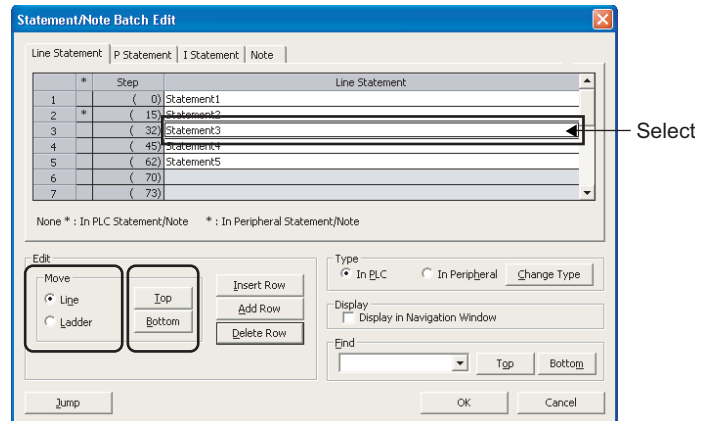 Statement/Note Batch Edit
Line Statement P Statement I Statement Note
* Step Line Statement
1 ( 0) Statement1
2 * ( 15) Statement2
3 ( 32) Statement3
4 ( 45) Statement4
5 ( 62) Statement5
6 ( 70)
7 ( 73)
Select
None * : In PLC Statement/Note * : In Peripheral Statement/Note
Edit
Move
Line
Ladder
Top
Bottom
Insert Row
Add Row
Delete Row
Type
In PLC In Peripheral Change Type
Display
Display in Navigation Window
Find
Top Bottom
Jump OK Cancel